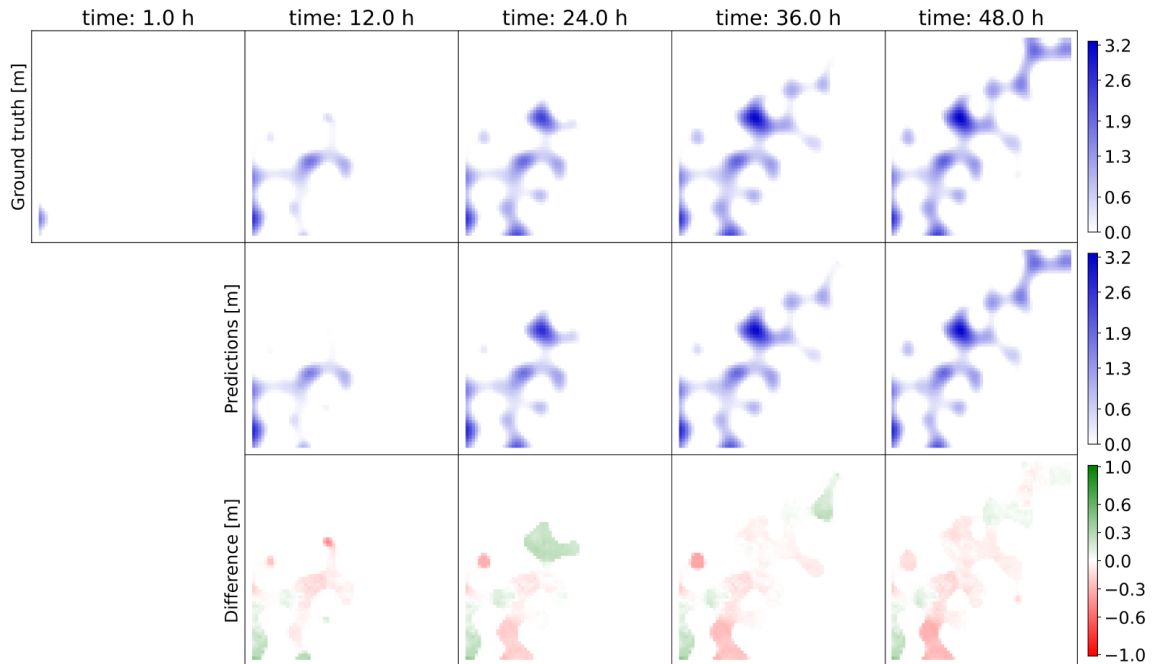 time: 1.0 h
time: 12.0 h
time: 24.0 h
time: 36.0 h
time: 48.0 h
Ground truth [m]
3.2
2.6
1.9
1.3
0.6
0.0
Predictions [m]
3.2
2.6
1.9
1.3
0.6
0.0
Difference [m]
1.0
0.6
0.3
0.0
−0.3
−0.6
−1.0